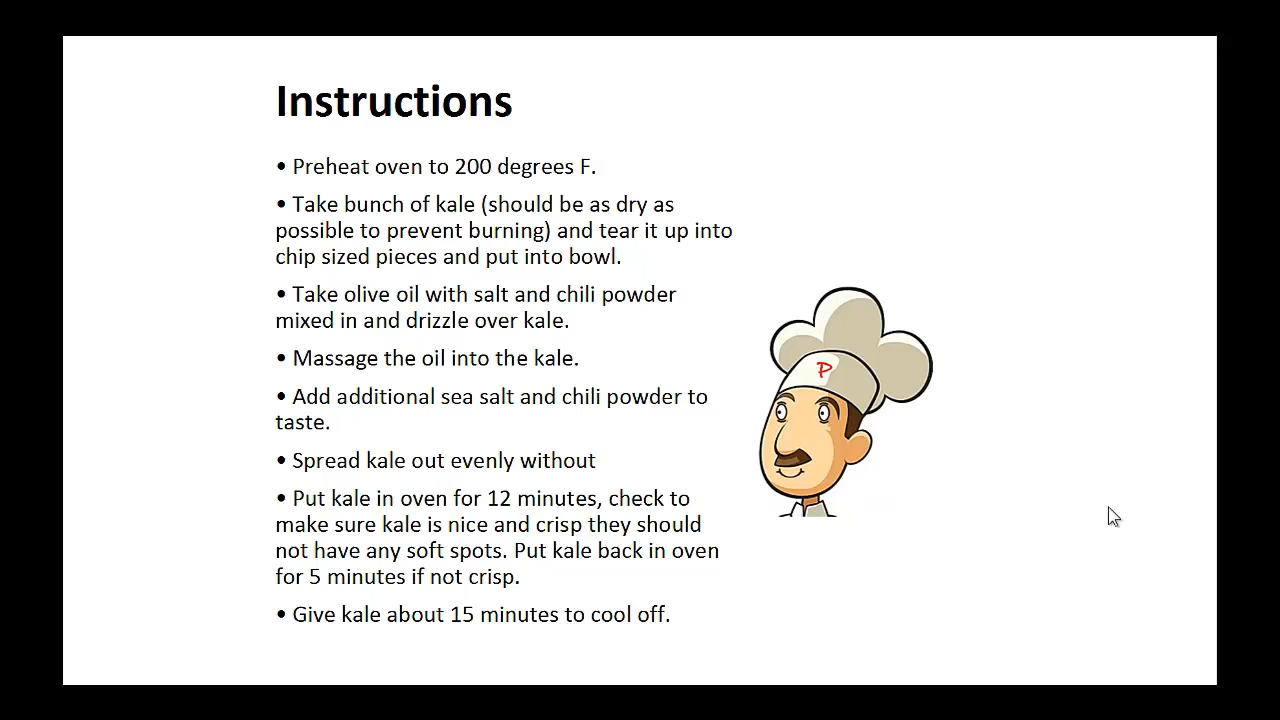 Instructions
• Preheat oven to 200 degrees F.
• Take bunch of kale (should be as dry as
possible to prevent burning) and tear it up into
chip sized pieces and put into bowl.
• Take olive oil with salt and chili powder
mixed in and drizzle over kale.
• Massage the oil into the kale.
• Add additional sea salt and chili powder to
taste.
• Spread kale out evenly without
• Put kale in oven for 12 minutes, check to
make sure kale is nice and crisp they should
not have any soft spots. Put kale back in oven
for 5 minutes if not crisp.
• Give kale about 15 minutes to cool off.
P